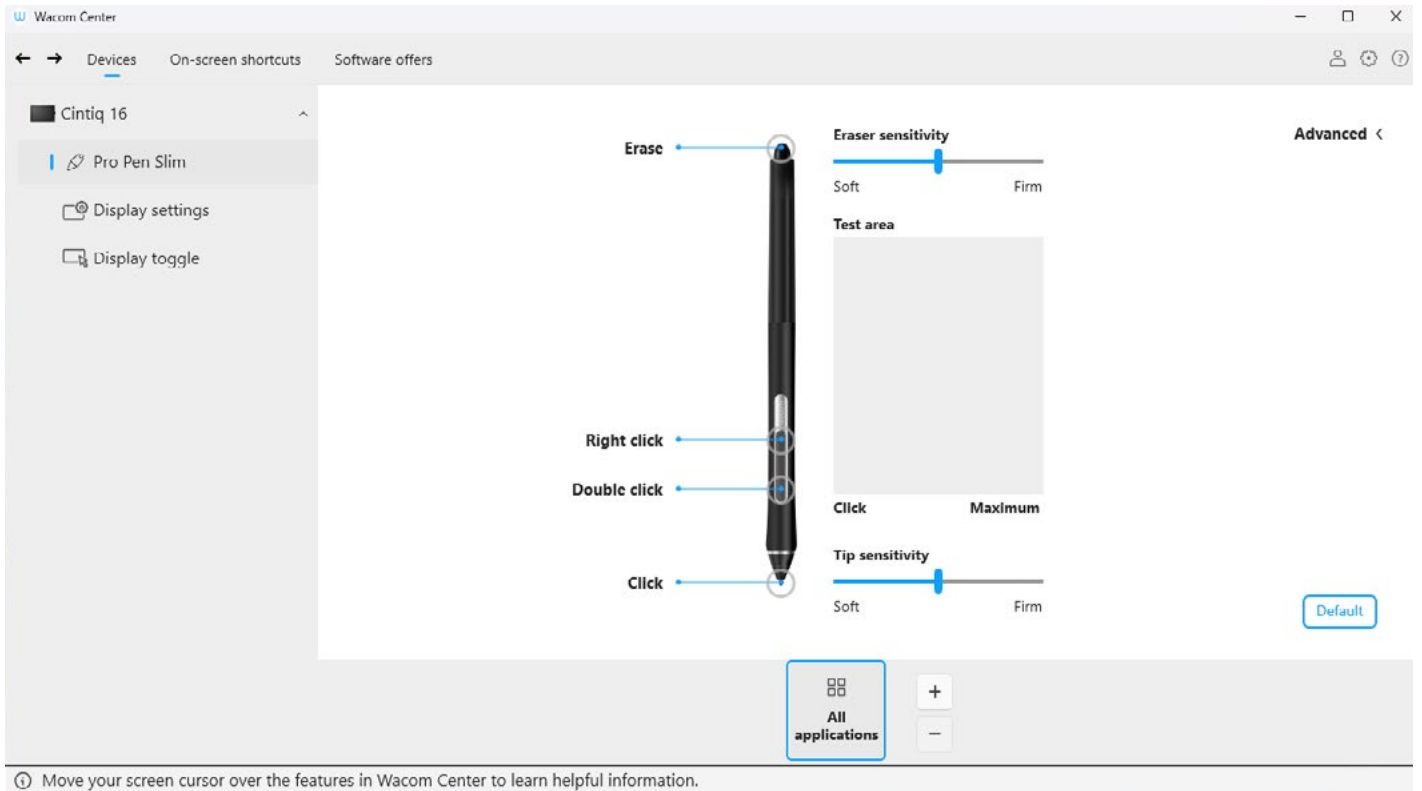 Wacom Center
Devices On-screen shortcuts Software offers
Cintiq 16
Pro Pen Slim
Display settings
Display toggle
Erase
Right click
Double click
Click
Eraser sensitivity
Soft Firm
Test area
Click Maximum
Tip sensitivity
Soft Firm
Advanced
Default
All
applications
Move your screen cursor over the features in Wacom Center to learn helpful information.